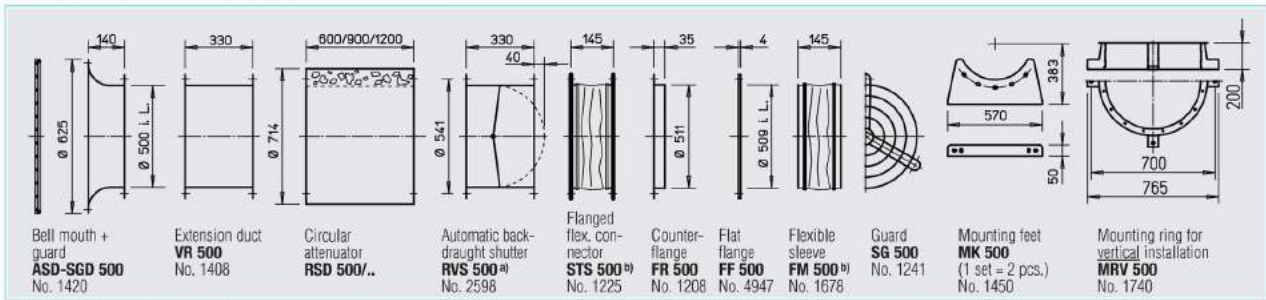 140
330
600/900/1200
330
40
145
35
4
145
383
200
Ø 625
Ø 500 i. L.
Ø 714
Ø 541
Ø 511
Ø 509 i. L.
570
50
700
765
Bell mouth +
guard
ASD-SGD 500
No. 1420
Extension duct
VR 500
No. 1408
Circular
attenuator
RSD 500/..
Automatic back-
draught shutter
RVS 500 a)
No. 2598
Flanged
flex. con-
nector
STS 500 b)
No. 1225
Counter-
flange
FR 500
No. 1208
Flat
flange
FF 500
No. 4947
Flexible
sleeve
FM 500 b)
No. 1678
Guard
SG 500
No. 1241
Mounting feet
MK 500
(1 set = 2 pcs.)
No. 1450
Mounting ring for
vertical installation
MRV 500
No. 1740